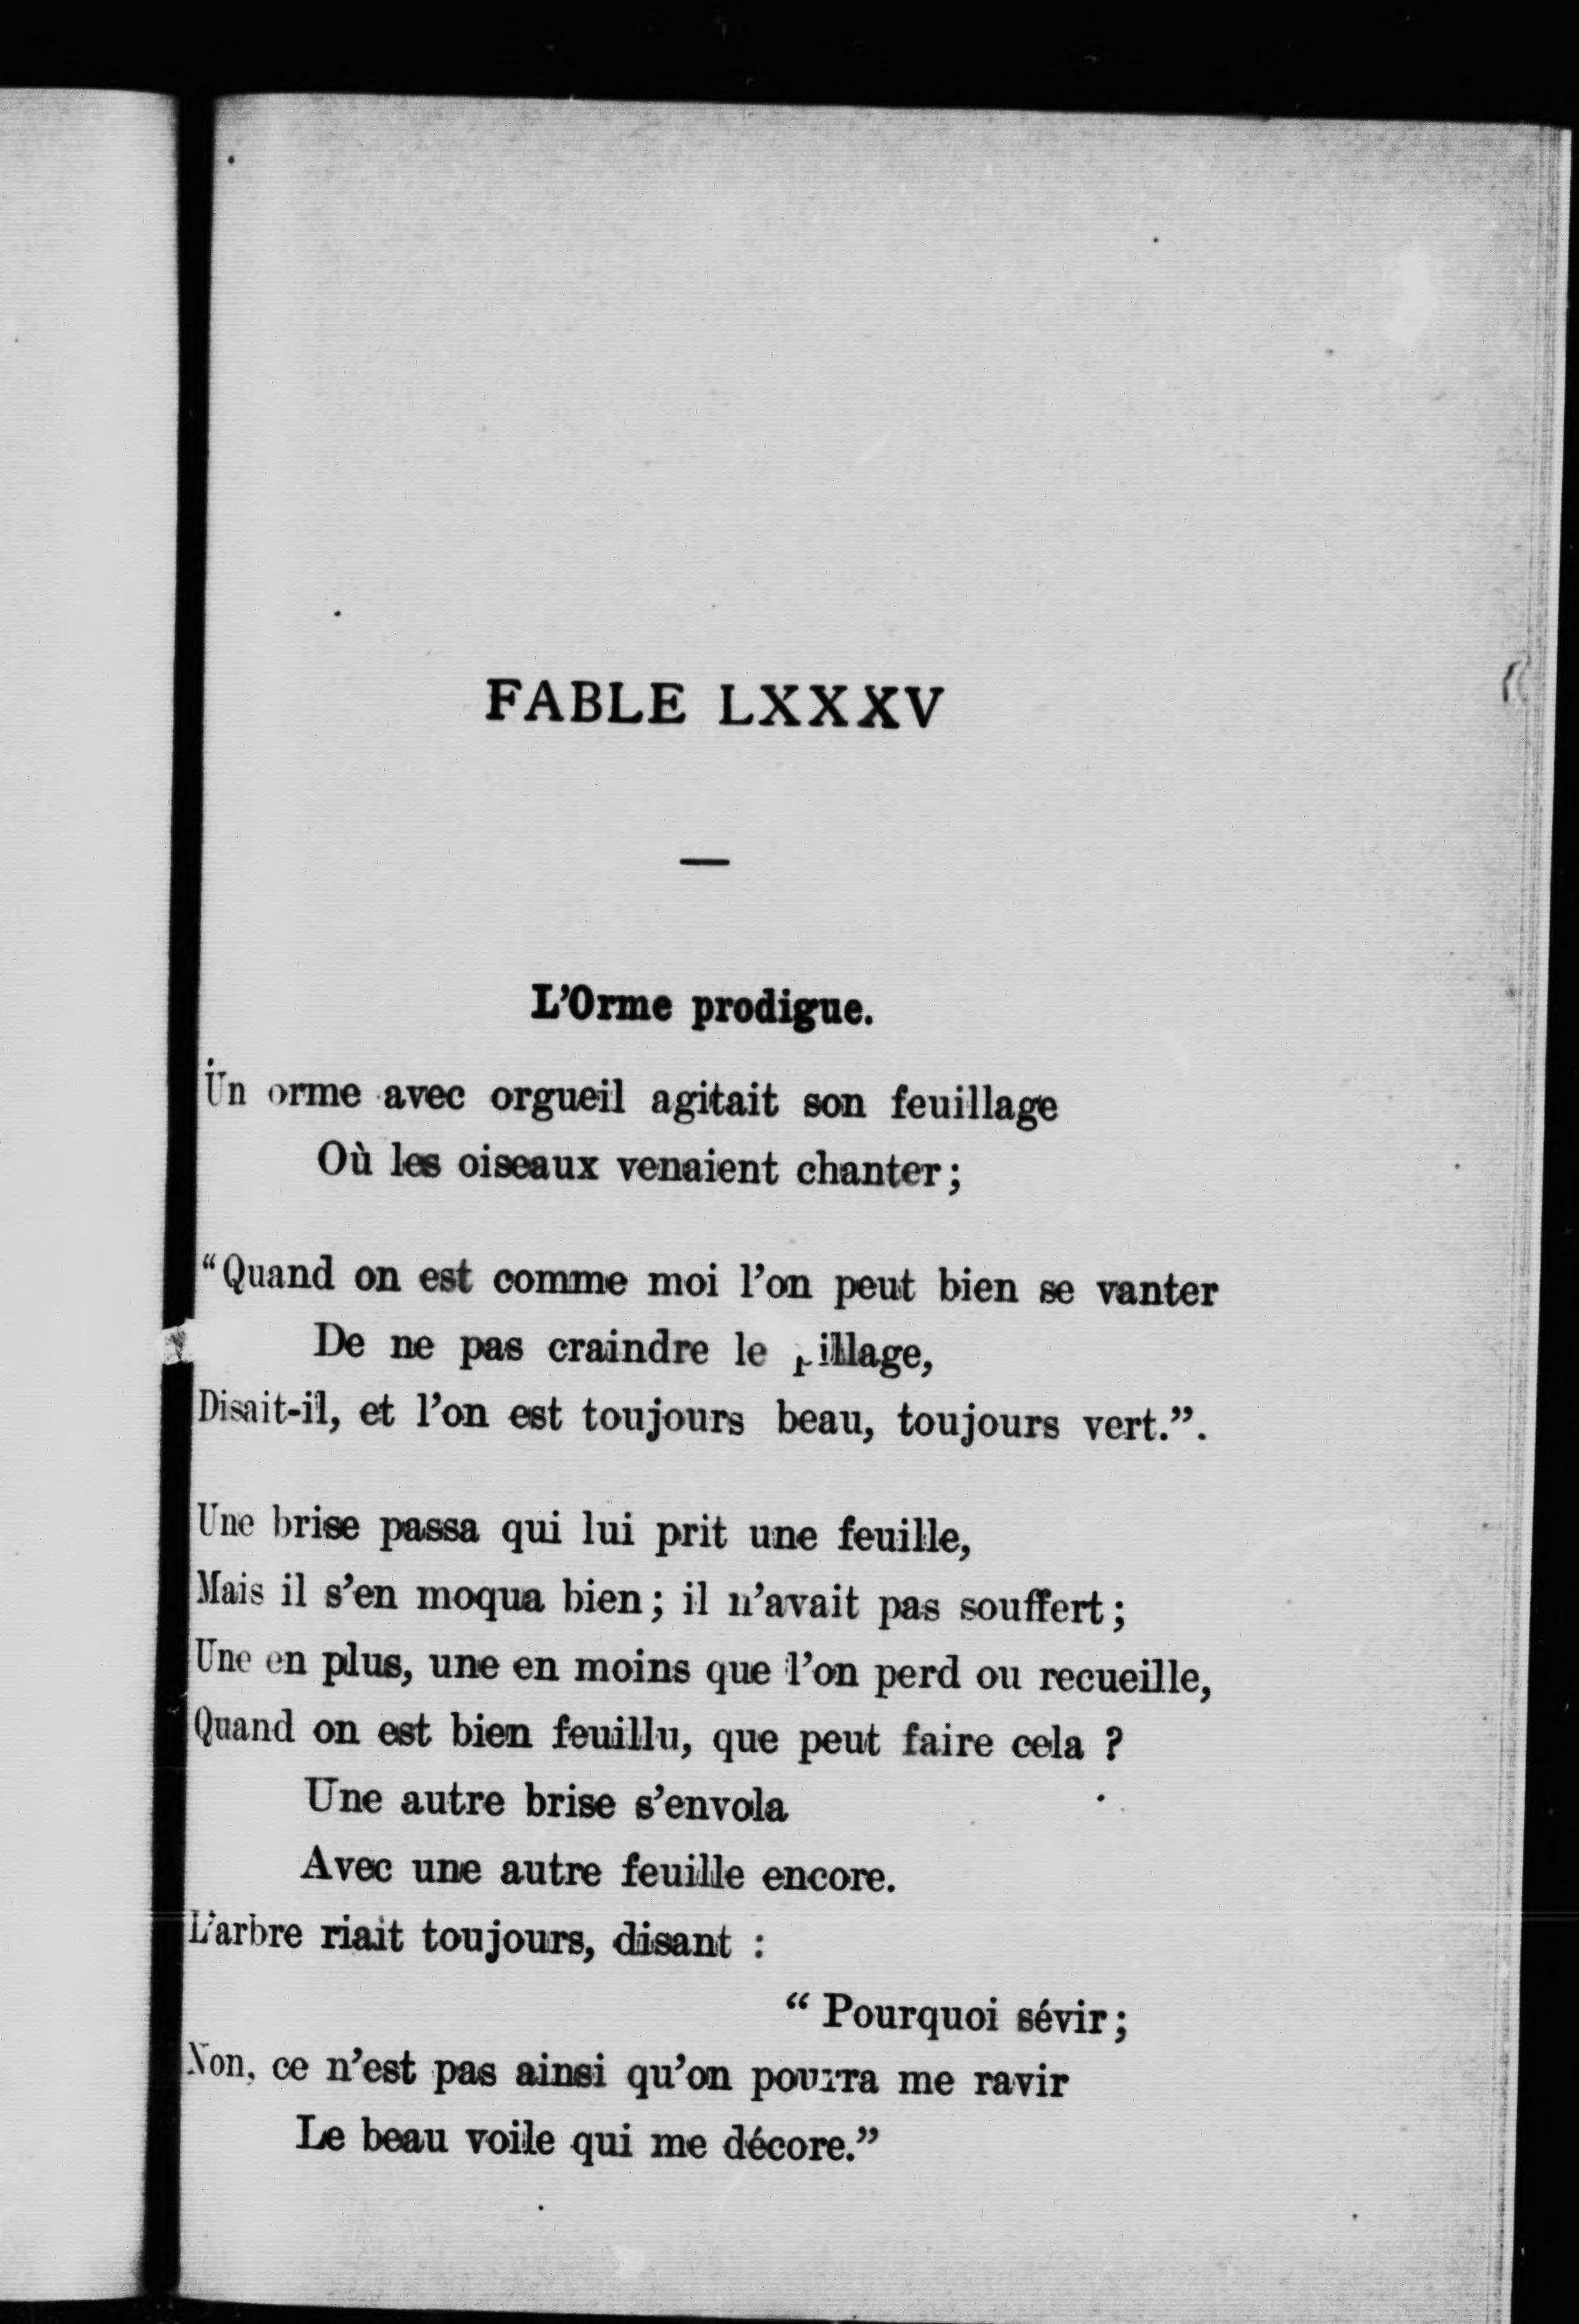 FABLE LXXXV
—
L'Orme prodigue.
Un orme avec orgueil agitait son feuillage
Où les oiseaux venaient chanter;
“Quand on est comme moi l'on peut bien se vanter
De ne pas craindre le pillage,
Disait-il, et l'on est toujours beau, toujours vert.”.
Une brise passa qui lui prit une feuille,
Mais il s'en moqua bien; il n'avait pas souffert;
Une en plus, une en moins que l'on perd ou recueille,
Quand on est bien feuillu, que peut faire cela ?
Une autre brise s'envola
Avec une autre feuille encore.
L'arbre riait toujours, disant :
“ Pourquoi sévir;
Non, ce n'est pas ainsi qu'on pourra me ravir
Le beau voile qui me décore.”